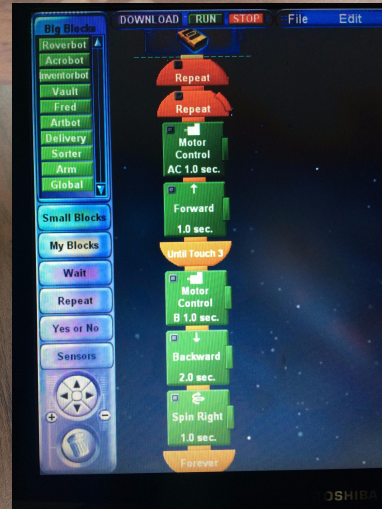 DOWNLOAD RUN STOP File Edit
Big Blocks
Roverbot
Acrobot
Inventorbot
Vault
Fred
Artbot
Delivery
Sorter
Arm
Global
Small Blocks
My Blocks
Wait
Repeat
Yes or No
Sensors
Repeat
Repeat
Motor
Control
AC 1.0 sec.
Forward
1.0 sec.
Until Touch 3
Motor
Control
B 1.0 sec.
Backward
2.0 sec.
Spin Right
1.0 sec.
Forever
TOSHIBA